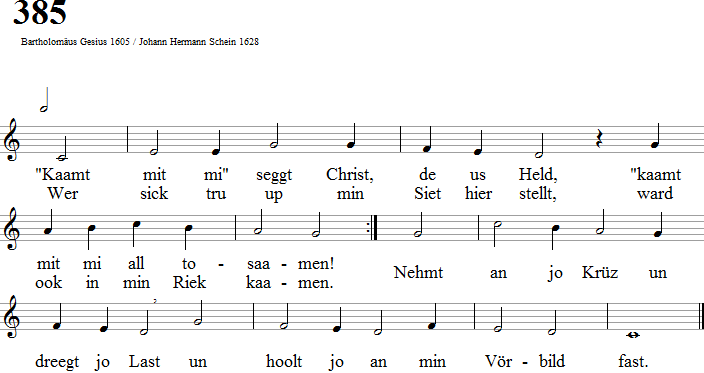 385
Bartholomäus Gesius 1605 / Johann Hermann Schein 1628
"Kaamt mit mi" seggt Christ, de us Held, "kaamt
Wer sick tru up min Siet hier stellt, ward
mit mi all to - saa - men!
ook in min Riek kaa - men.
Nehmt an jo Krüz un
dreegt jo Last un hoolt jo an min Vör - bild fast.